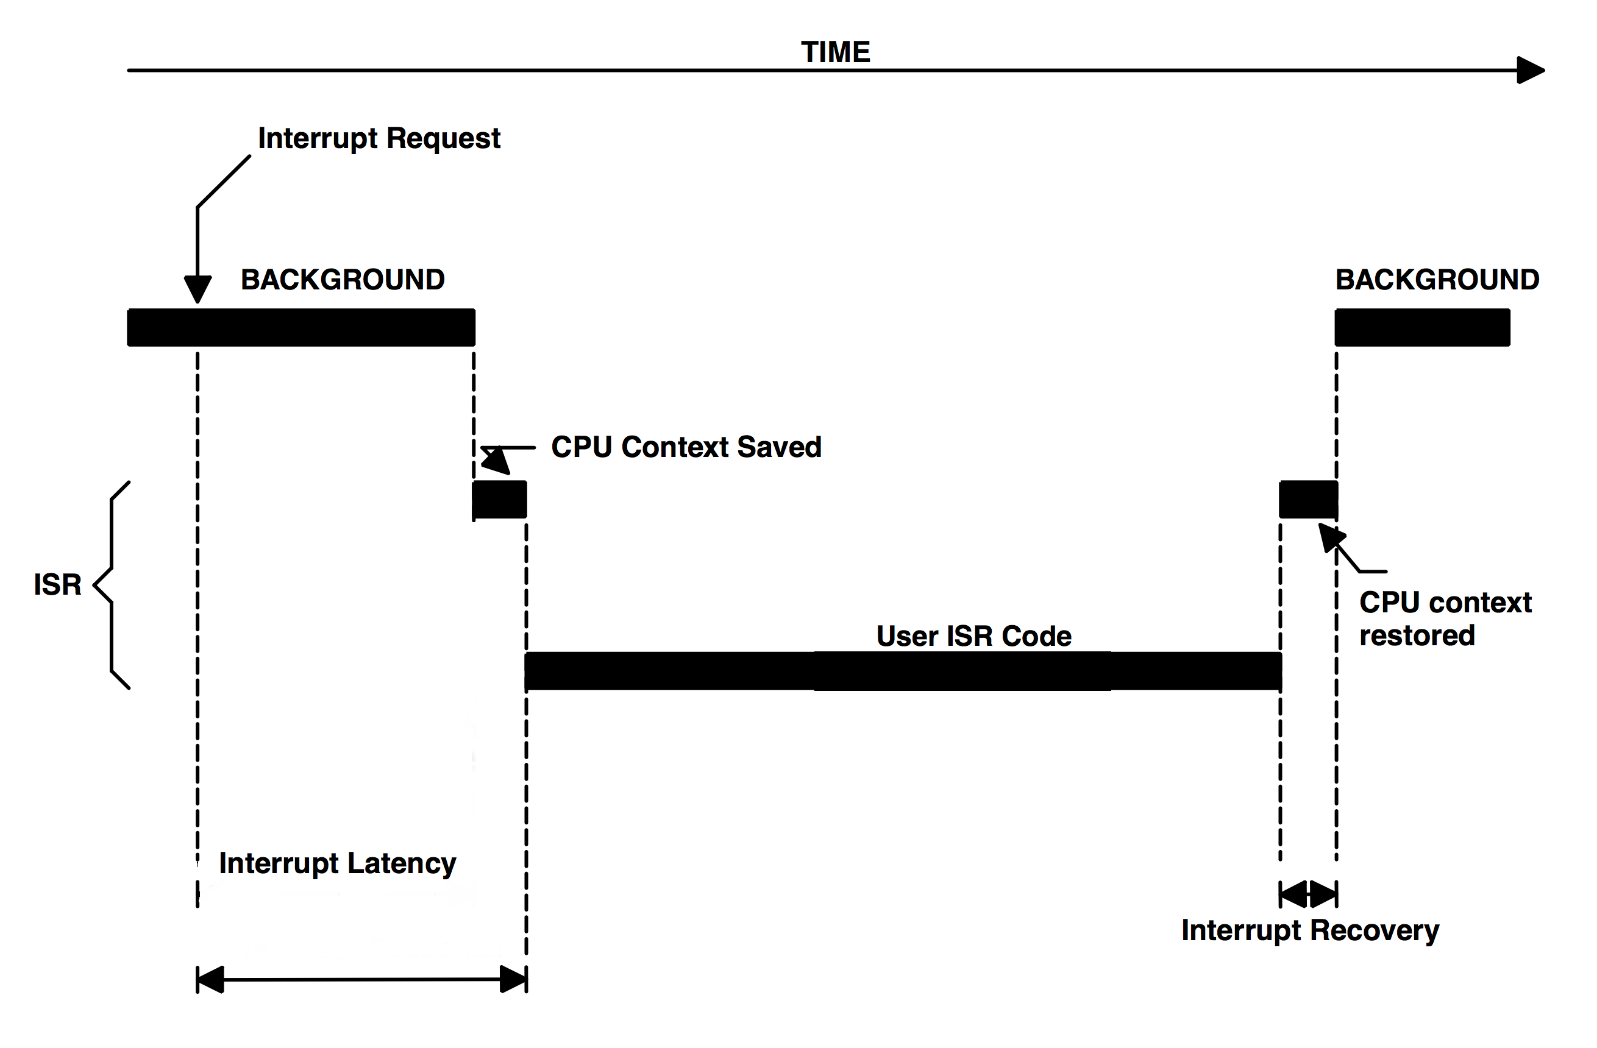 TIME
Interrupt Request
BACKGROUND
BACKGROUND
CPU Context Saved
ISR
CPU context
restored
User ISR Code
Interrupt Latency
Interrupt Recovery